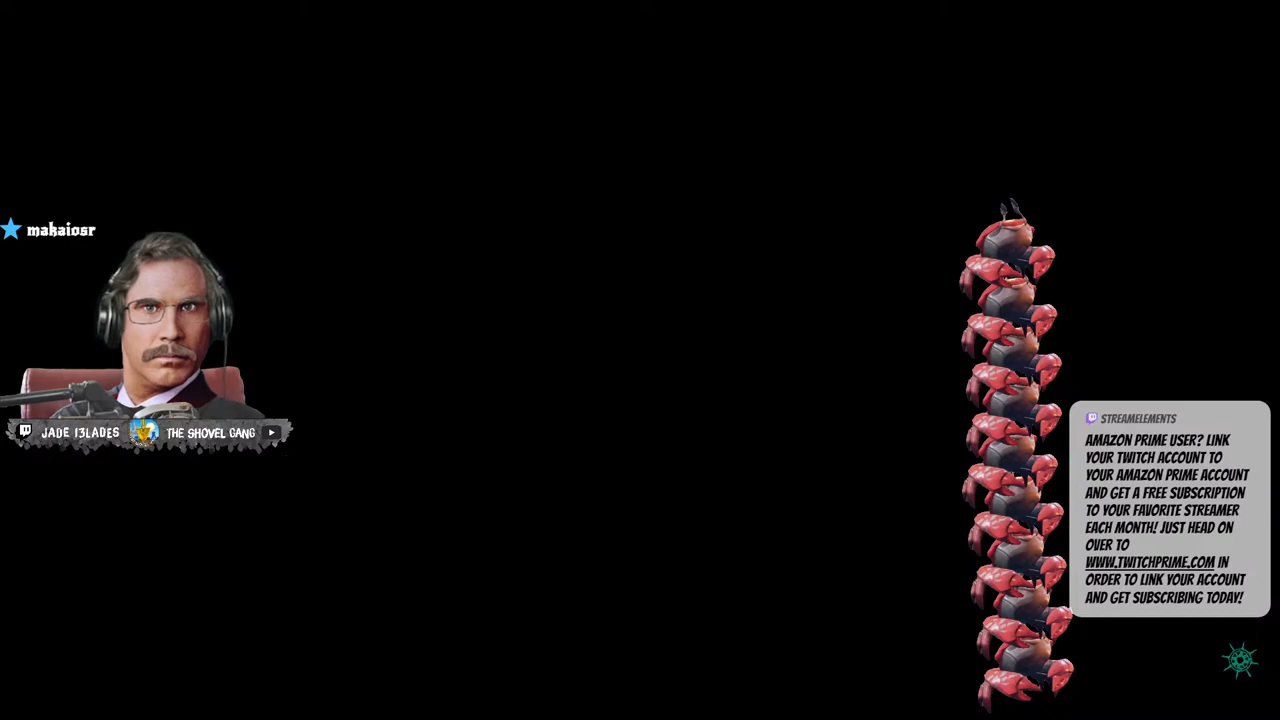 makaiosr
JADE 13LADES THE SHOVEL GANG
STREAMELEMENTS
AMAZON PRIME USER? LINK
YOUR TWITCH ACCOUNT TO
YOUR AMAZON PRIME ACCOUNT
AND GET A FREE SUBSCRIPTION
TO YOUR FAVORITE STREAMER
EACH MONTH! JUST HEAD ON
OVER TO
WWW.TWITCHPRIME.COM IN
ORDER TO LINK YOUR ACCOUNT
AND GET SUBSCRIBING TODAY!